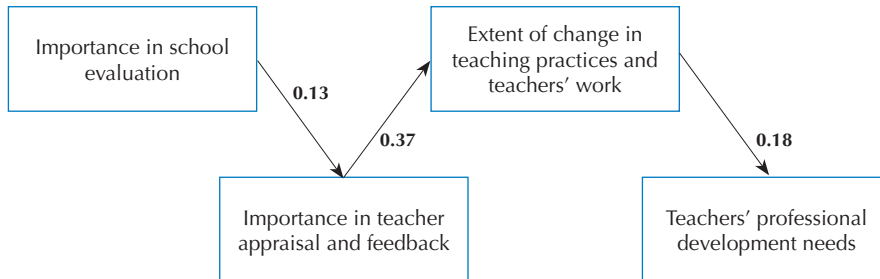 Importance in school
evaluation
Extent of change in
teaching practices and
teachers’ work
0.13
0.37
0.18
Importance in teacher
appraisal and feedback
Teachers’ professional
development needs